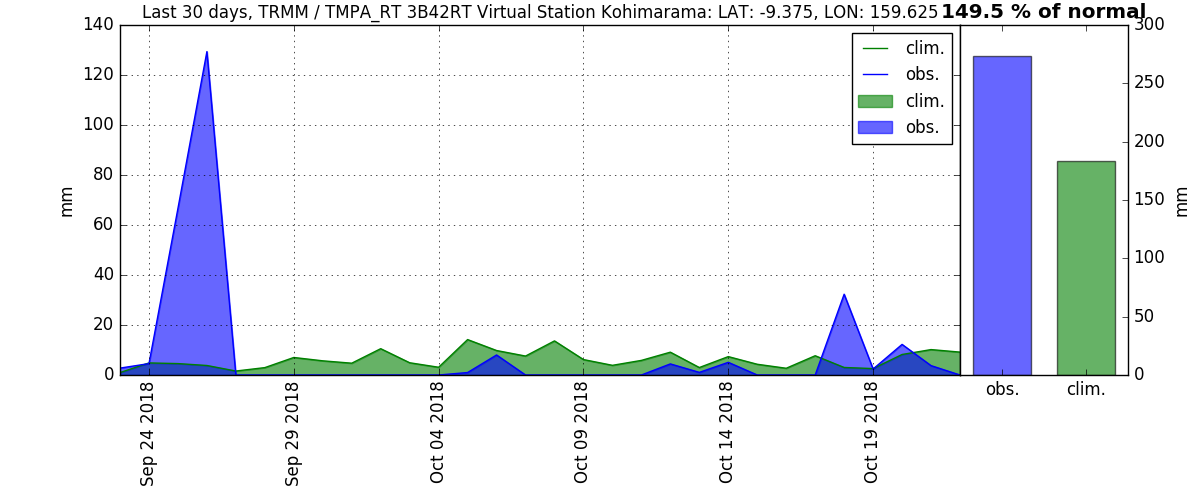 Last 30 days, TRMM / TMPA_RT 3B42RT Virtual Station Kohimarama: LAT: -9.375, LON: 159.625
149.5 % of normal
140
120
100
80
60
40
20
0
mm
clim.
obs.
clim.
obs.
Sep 24 2018
Sep 29 2018
Oct 04 2018
Oct 09 2018
Oct 14 2018
Oct 19 2018
300
250
200
150
100
50
0
mm
obs.
clim.